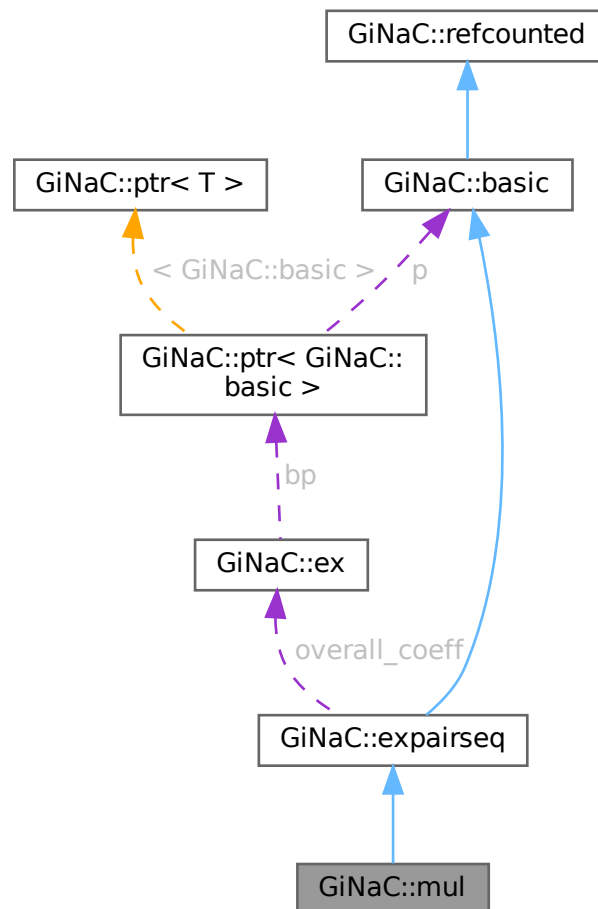 GiNaC::refcounted
GiNaC::ptr< T >
GiNaC::basic
< GiNaC::basic >
p
GiNaC::ptr< GiNaC::
basic >
bp
GiNaC::ex
overall_coeff
GiNaC::expairseq
GiNaC::mul